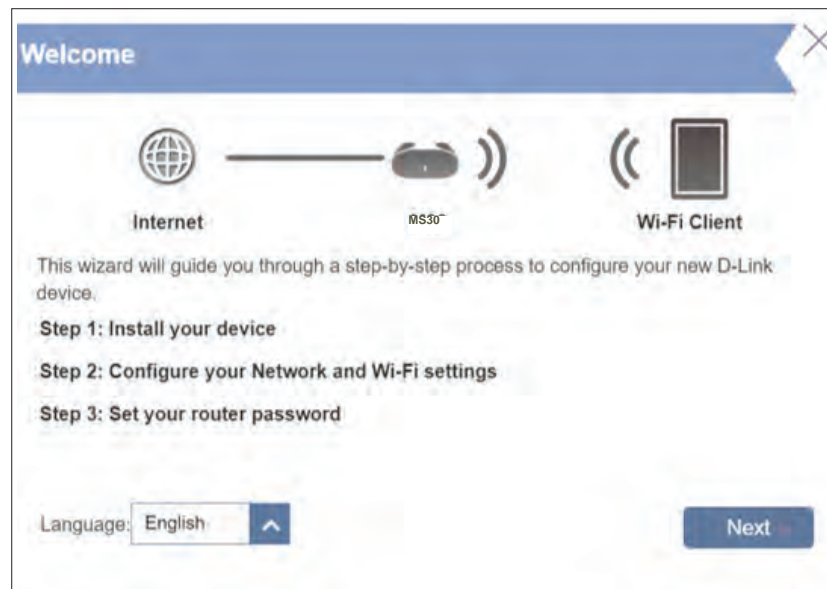 Welcome
Internet
MS30
Wi-Fi Client
This wizard will guide you through a step-by-step process to configure your new D-Link
device.
Step 1: Install your device
Step 2: Configure your Network and Wi-Fi settings
Step 3: Set your router password
Language: English
Next